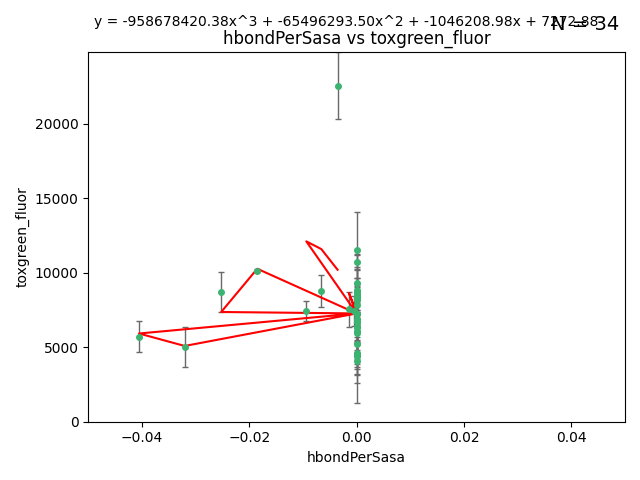 y = -958678420.38x^3 + -65496293.50x^2 + -1046208.98x + 7272.88
N = 34
hbondPerSasa vs toxgreen_fluor
20000
15000
10000
5000
0
toxgreen_fluor
−0.04 −0.02 0.00 0.02 0.04
hbondPerSasa